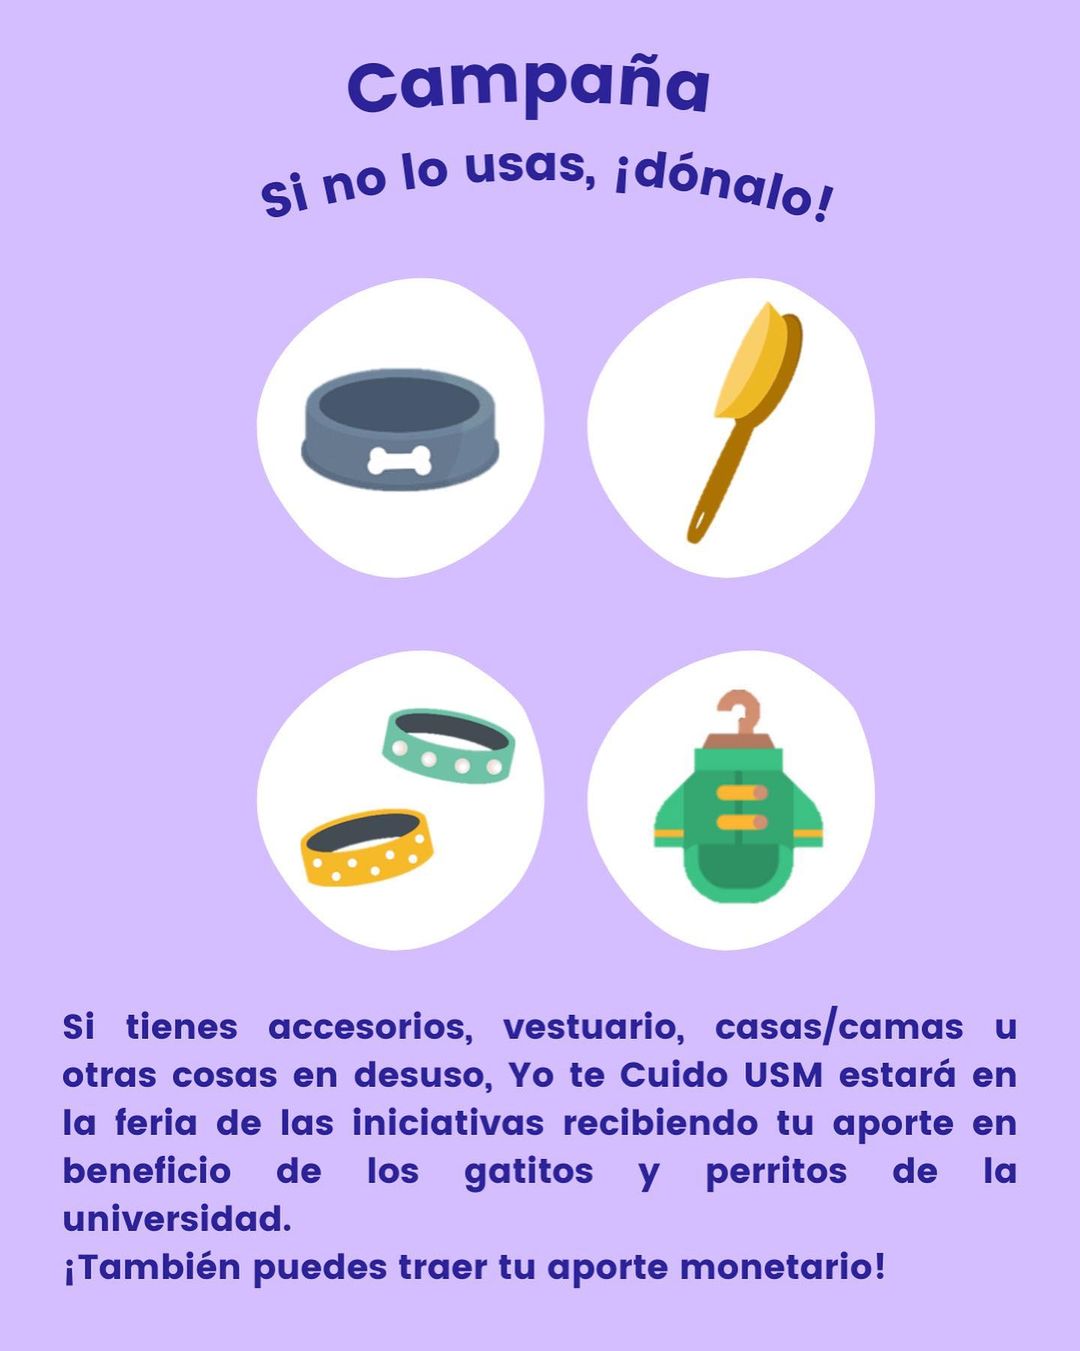 Campaña
Si no lo usas, ¡dónalo!
Si tienes accesorios, vestuario, casas/camas u
otras cosas en desuso, Yo te Cuido USM estará en
la feria de las iniciativas recibiendo tu aporte en
beneficio de los gatitos y perritos de la
universidad.
¡También puedes traer tu aporte monetario!